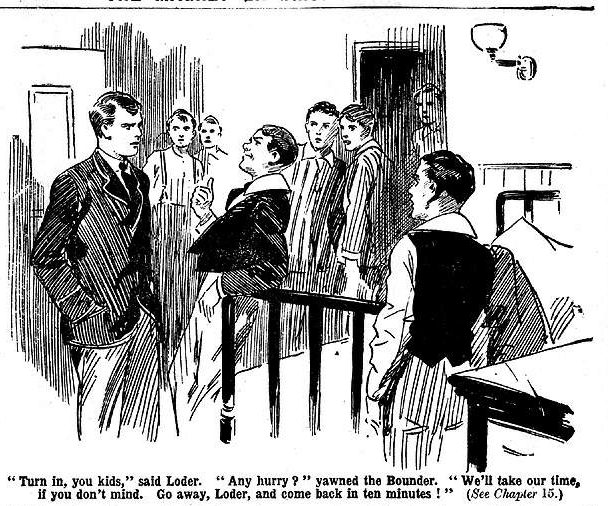 "Turn in, you kids," said Loder. "Any hurry?" yawned the Bounder. "We'll take our time,
if you don't mind. Go away, Loder, and come back in ten minutes!" (See Chapter 15.)